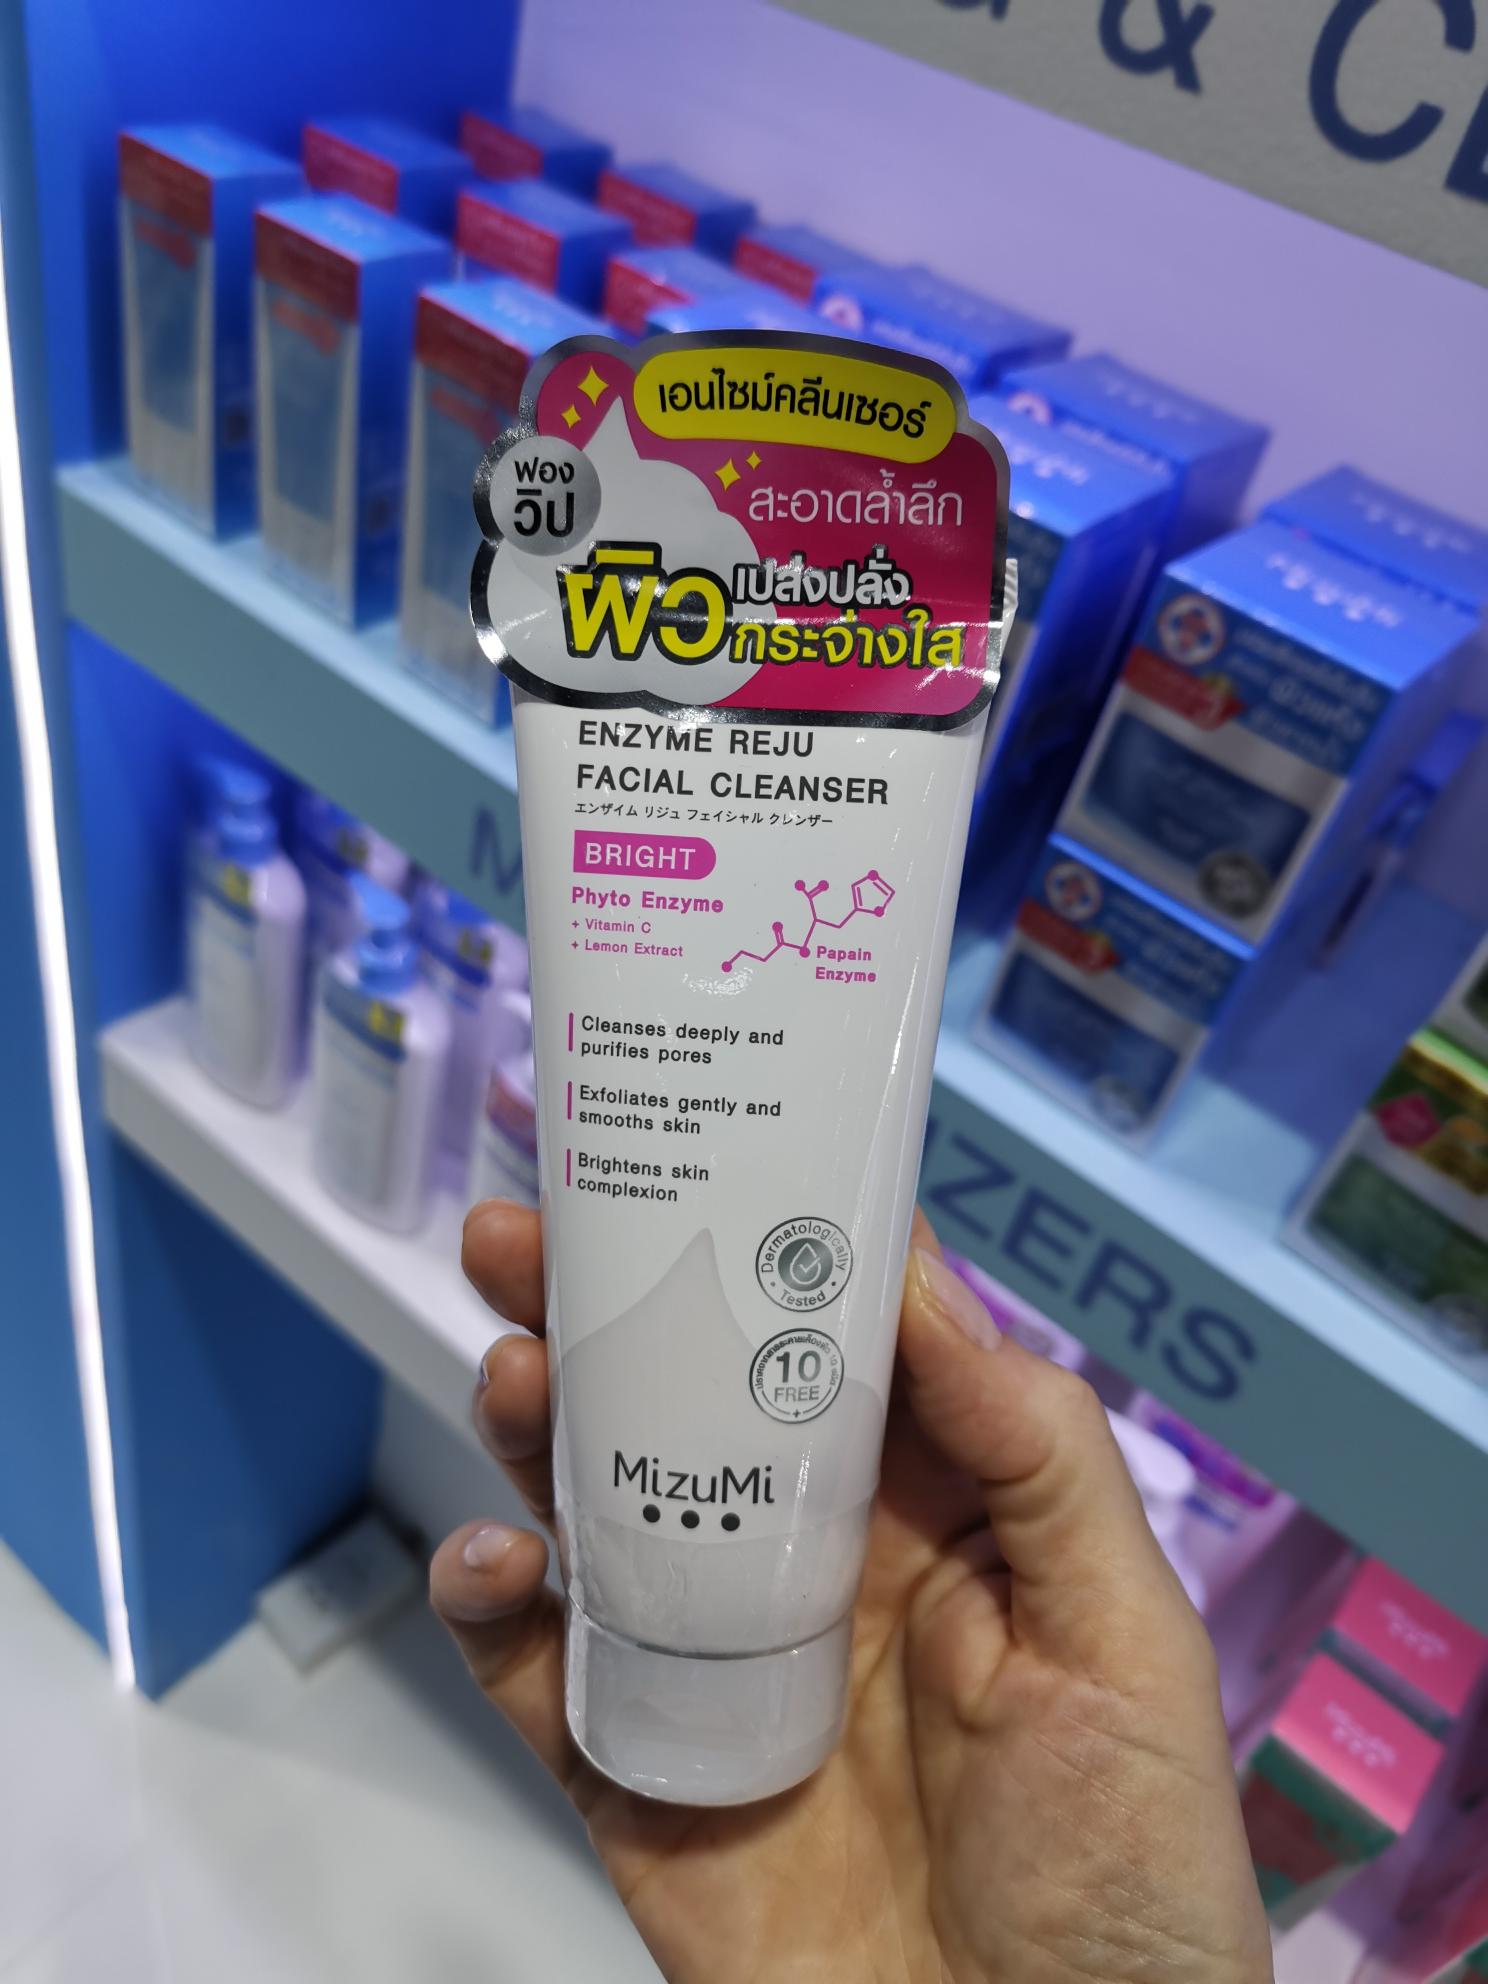 & C
เอนไซม์คลีนเซอร์
ฟอง
วิป
สะอาดล้ำลึก
ผิว
เปล่งปลั่ง
กระจ่างใส
ENZYME REJU
FACIAL CLEANSER
エンザイム リジュ フェイシャル クレンザー
BRIGHT
Phyto Enzyme
+ Vitamin C
+ Lemon Extract
Papain
Enzyme
Cleanses deeply and
purifies pores
Exfoliates gently and
smooths skin
Brightens skin
complexion
Dermatologically
Tested
10
FREE
MizuMi
M
IZERS